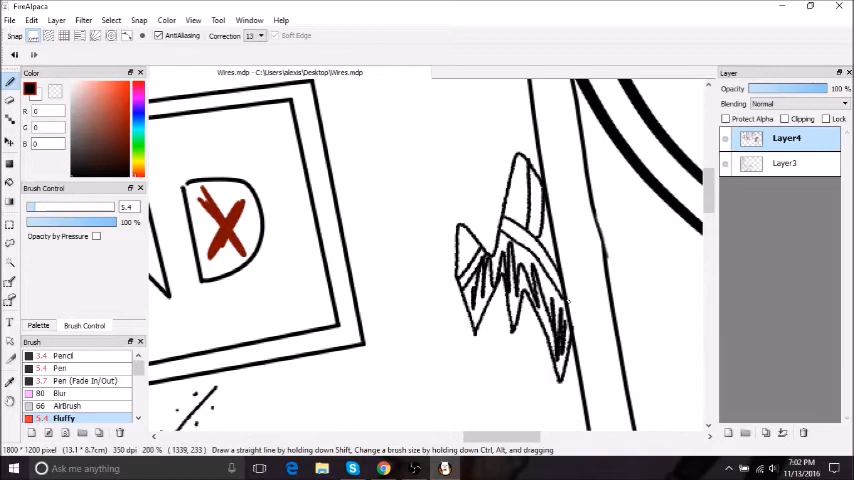 FireAlpaca
File Edit Layer Filter Select Snap Color View Tool Window Help
Snap OFF AntiAliasing Correction 13 Soft Edge
Color Wires.mdp - C:\Users\alexis\Desktop\Wires.mdp Layer
Opacity 100 %
R 0 Blending Normal
G 0 Protect Alpha Clipping Lock
B 0 Layer4
Layer3
Brush Control
5.4
100 %
Opacity by Pressure
D
X
Palette Brush Control
Brush
3.4 Pencil
5.4 Pen
3.7 Pen (Fade In/Out)
80 Blur
66 AirBrush
5.4 Fluffy
1800 * 1200 pixel (13.1 * 8.7cm) 350 dpi 200 % ( 1339, 233 ) Draw a straight line by holding down Shift, Change a brush size by holding down Ctrl, Alt, and dragging
Ask me anything 7:02 PM
11/13/2016